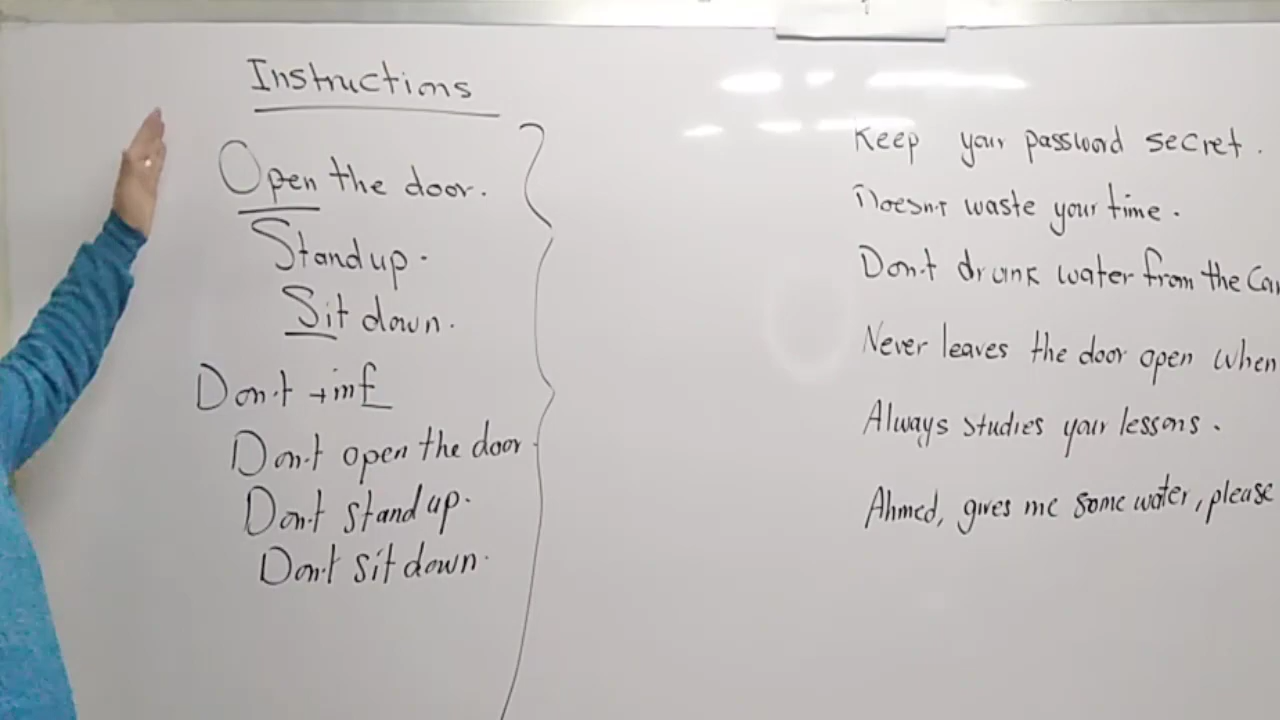 Instructions
Open the door.
Stand up.
Sit down.
Don't + inf
Don't open the door.
Don't stand up.
Don't sit down.
Keep your password secret.
Doesn't waste your time.
Don't drink water from the
Never leaves the door open when
Always studies your lessons.
Ahmed, gives me some water, please